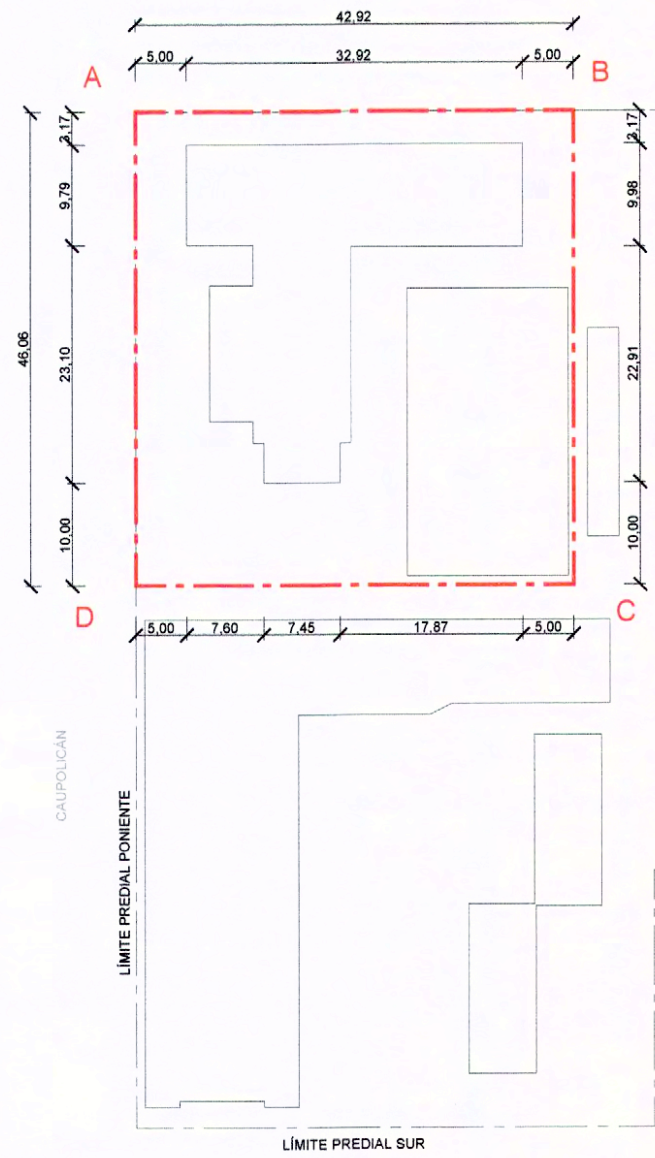 42,92
5,00 32,92 5,00
A B
3,17 3,17
9,79 9,98
46,06
23,10 22,91
10,00 10,00
D C
5,00 7,60 7,45 17,87 5,00
CAUPOLICÁN
LÍMITE PREDIAL PONIENTE
LÍMITE PREDIAL SUR